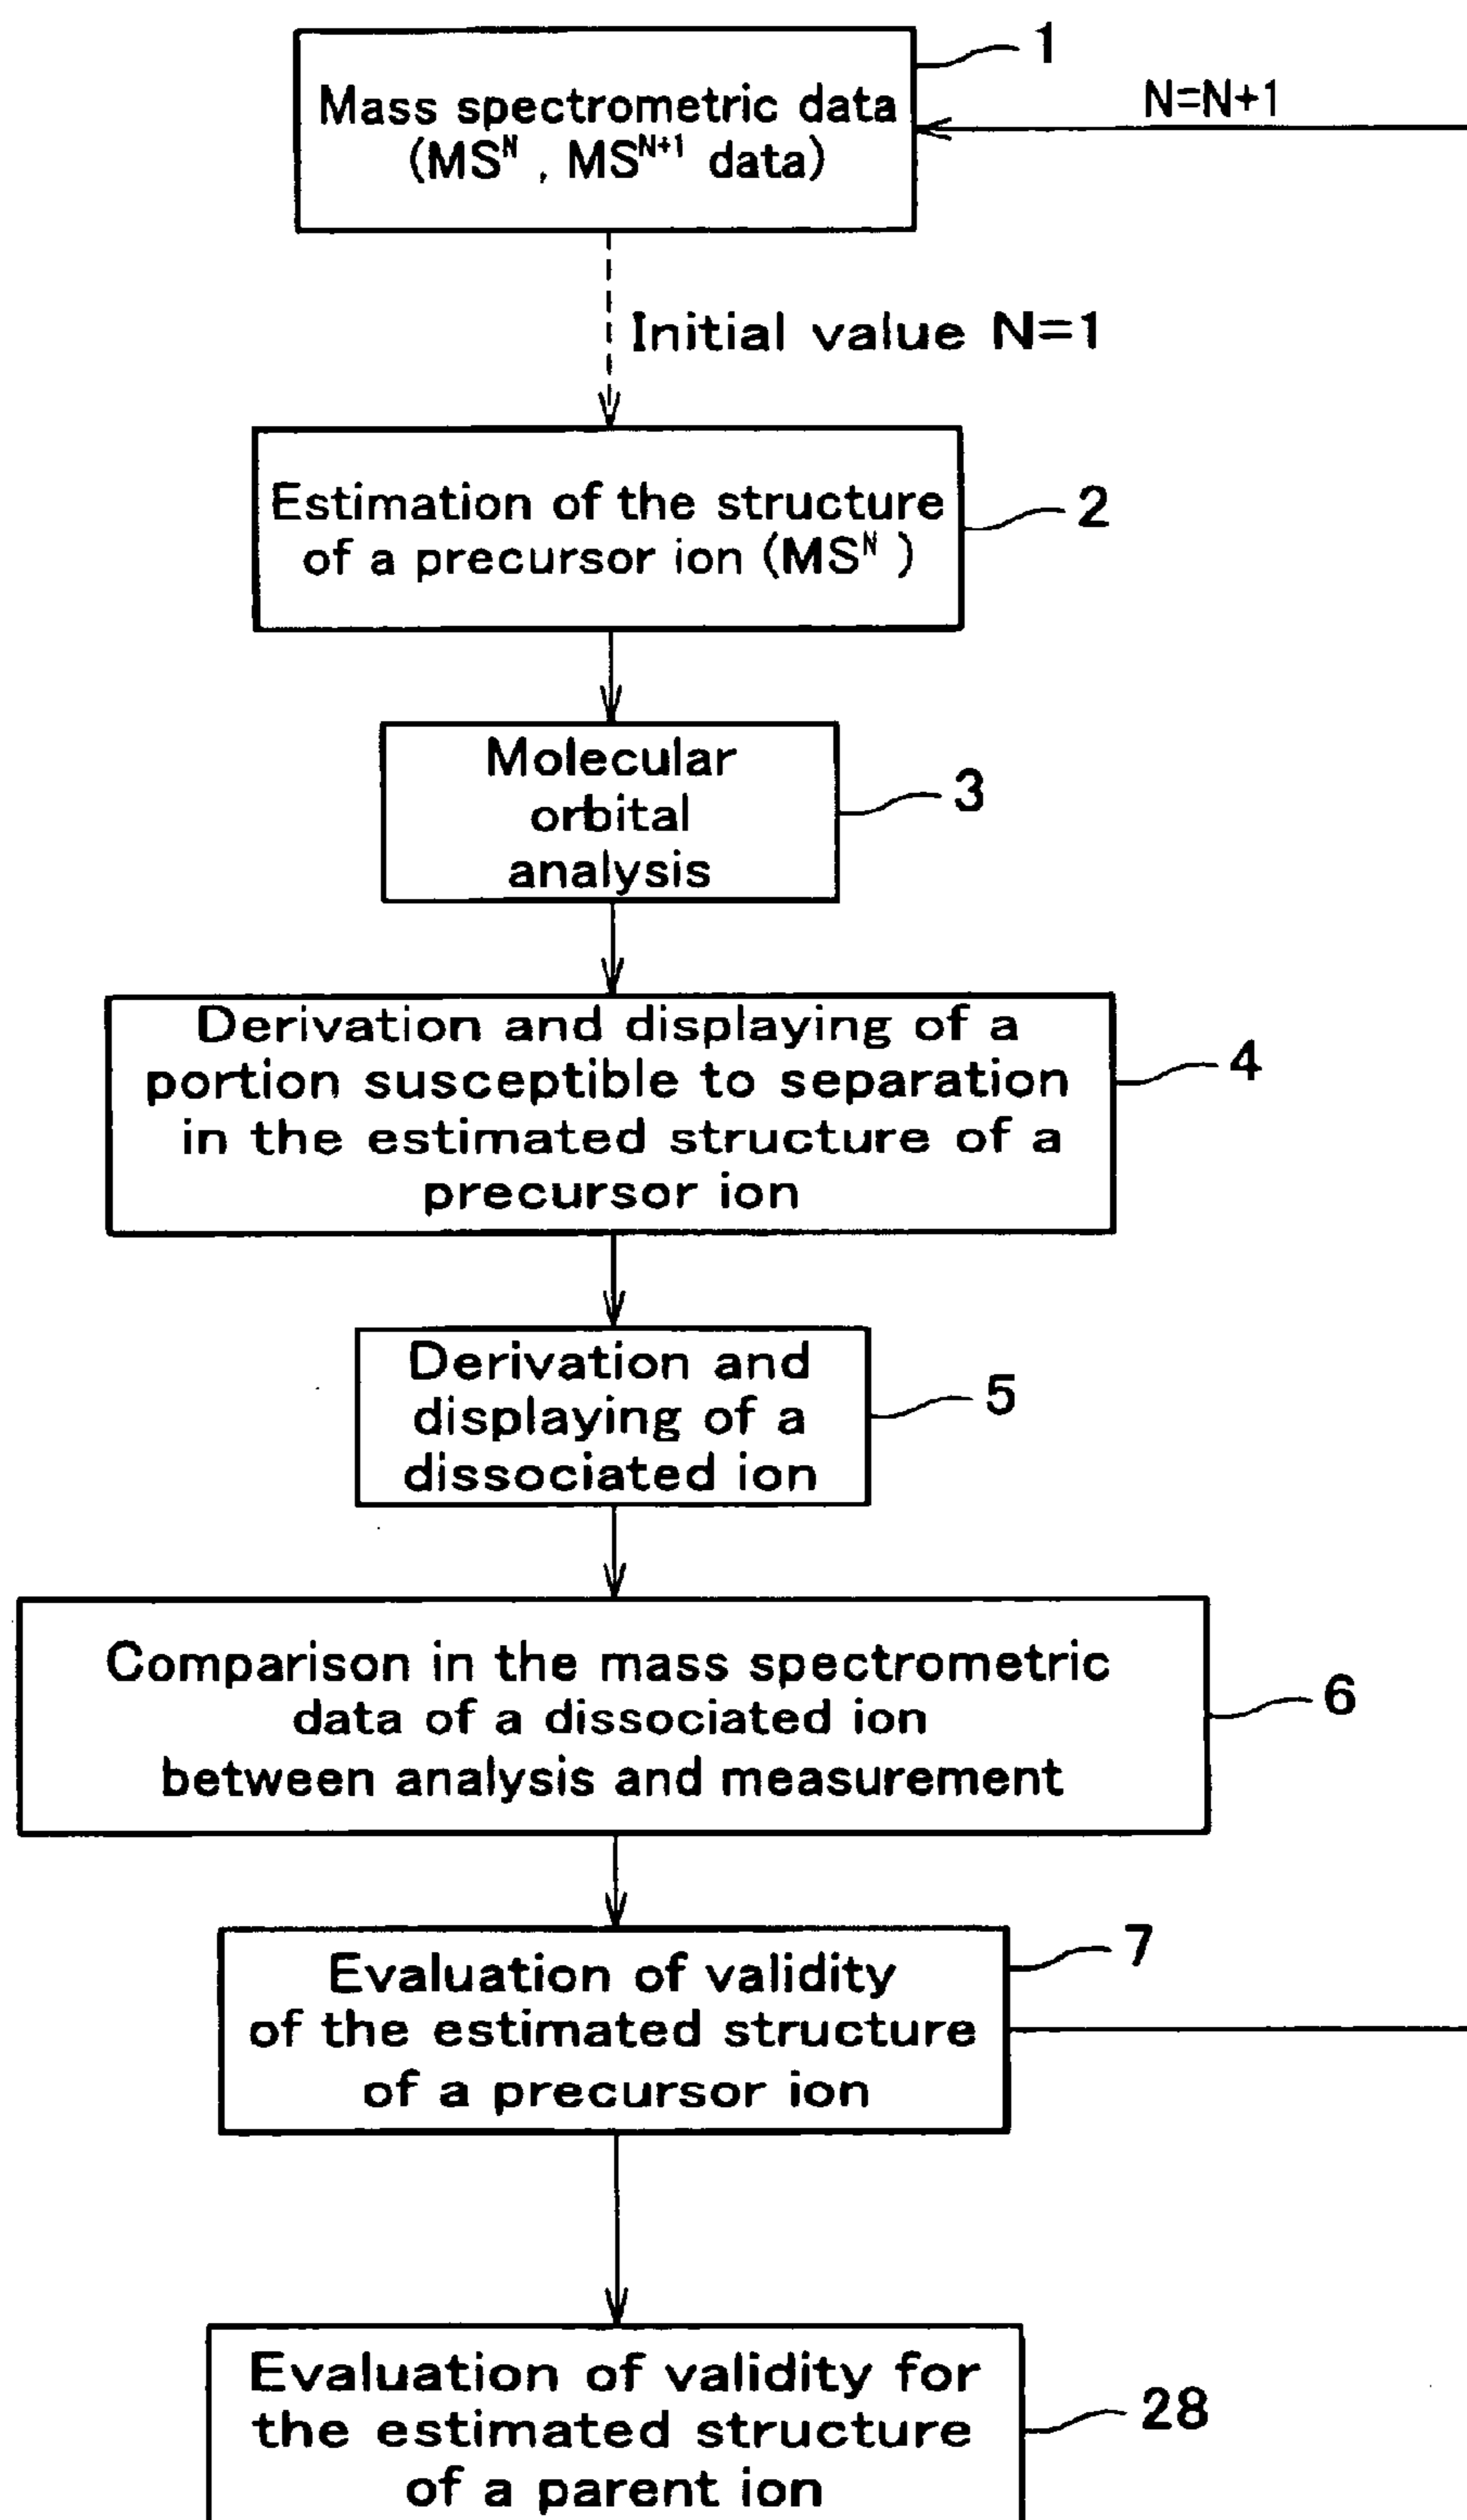 1
N=N+1
Mass spectrometric data
(MS^N , MS^N+1 data)
Initial value N=1
Estimation of the structure
of a precursor ion (MS^N )
2
Molecular
orbital
analysis
3
Derivation and displaying of a
portion susceptible to separation
in the estimated structure of a
precursor ion
4
Derivation and
displaying of a
dissociated ion
5
Comparison in the mass spectrometric
data of a dissociated ion
between analysis and measurement
6
Evaluation of validity
of the estimated structure
of a precursor ion
7
Evaluation of validity for
the estimated structure
of a parent ion
28